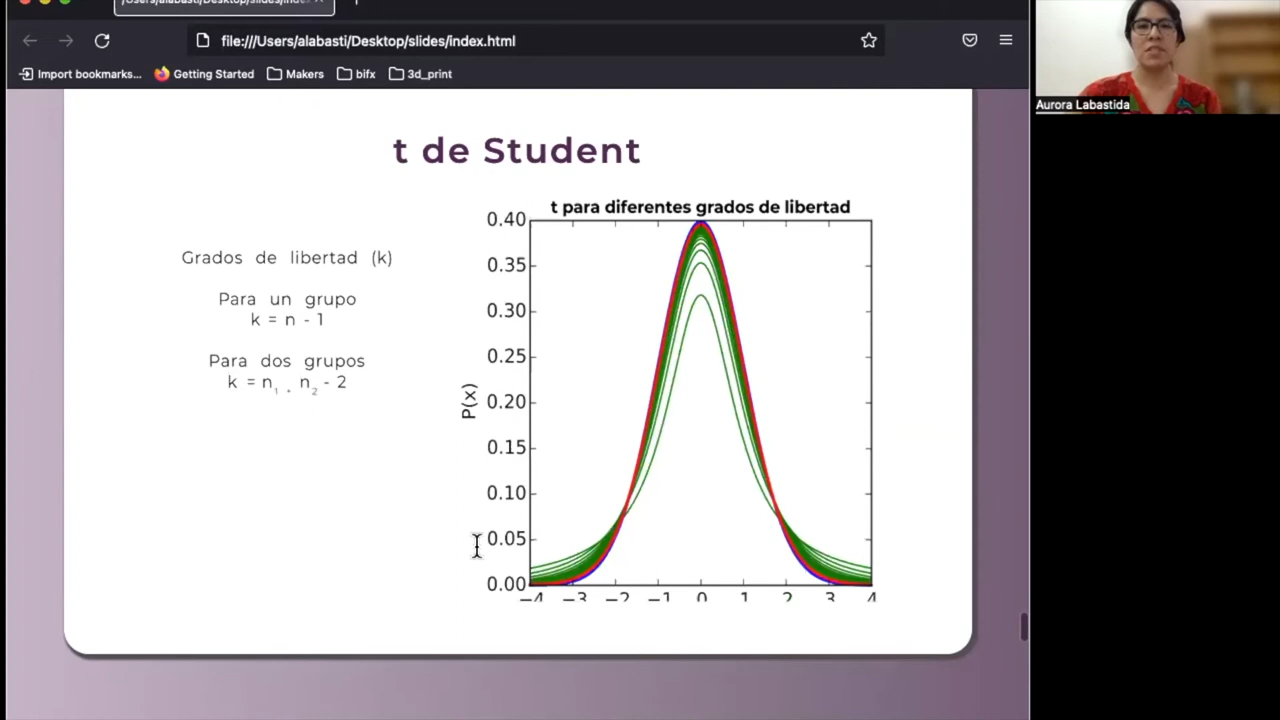 file:///Users/alabasti/Desktop/slides/index.html
Import bookmarks... Getting Started Makers bifx 3d_print
Aurora Labastida
t de Student
Grados de libertad (k)
Para un grupo
k = n - 1
Para dos grupos
k = n1 + n2 - 2
t para diferentes grados de libertad
P(x)
0.40
0.35
0.30
0.25
0.20
0.15
0.10
0.05
0.00
−4 −3 −2 −1 0 1 2 3 4